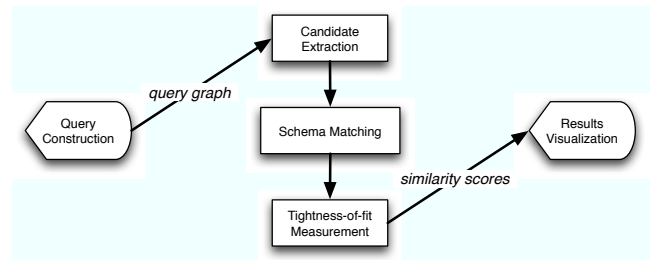 Candidate
Extraction
query graph
Query
Construction
Schema Matching
Results
Visualization
similarity scores
Tightness-of-fit
Measurement